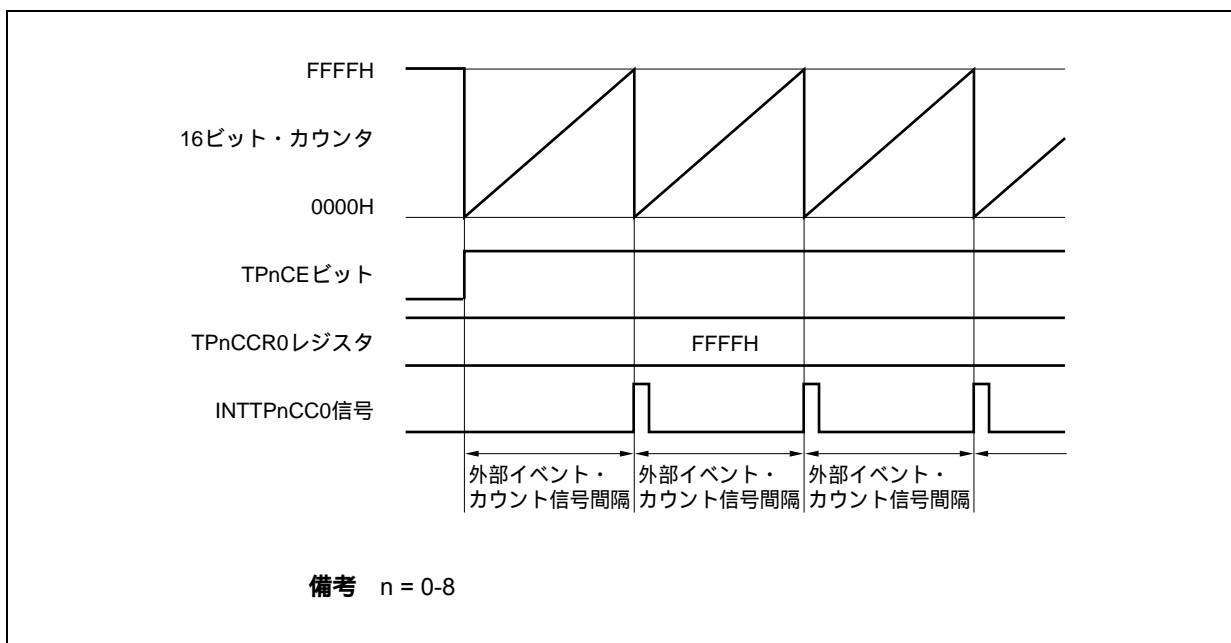 FFFFH
16ビット・カウンタ
0000H
TPnCEビット
TPnCCR0レジスタ
FFFFH
INTTPnCC0信号
外部イベント・
カウント信号間隔
外部イベント・
カウント信号間隔
外部イベント・
カウント信号間隔
備考 n = 0-8